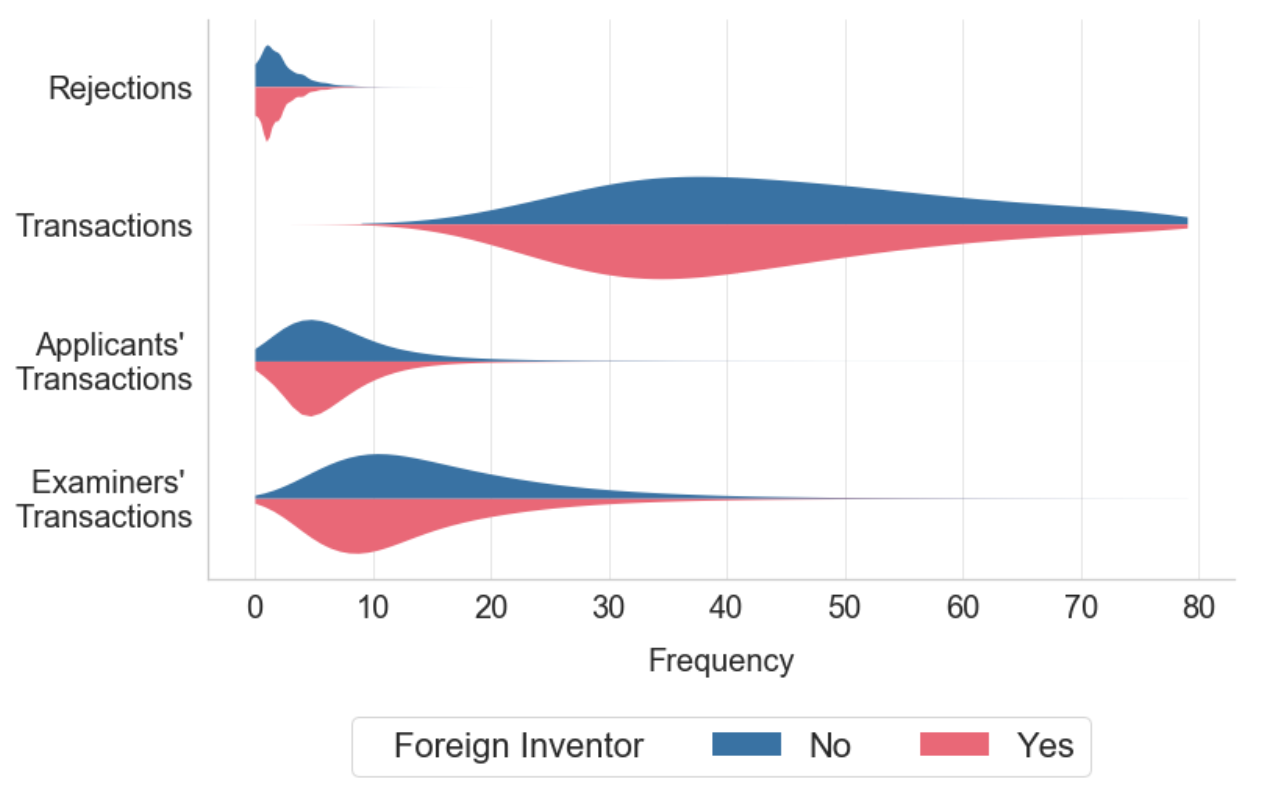 Rejections
Transactions
Applicants'
Transactions
Examiners'
Transactions
0 10 20 30 40 50 60 70 80
Frequency
Foreign Inventor No Yes